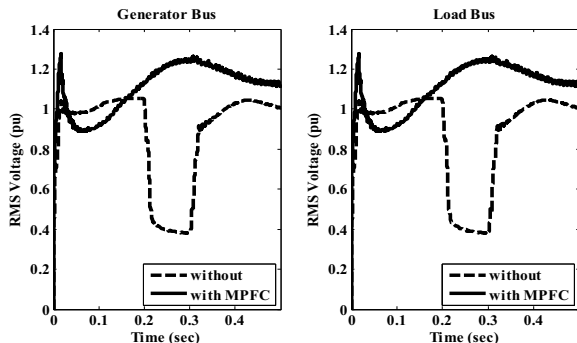 Generator Bus
1.4
1.2
1
0.8
0.6
0.4
0.2
0
RMS Voltage (pu)
without
with MPFC
0 0.1 0.2 0.3 0.4
Time (sec)
Load Bus
1.4
1.2
1
0.8
0.6
0.4
0.2
0
RMS Voltage (pu)
without
with MPFC
0 0.1 0.2 0.3 0.4
Time (sec)